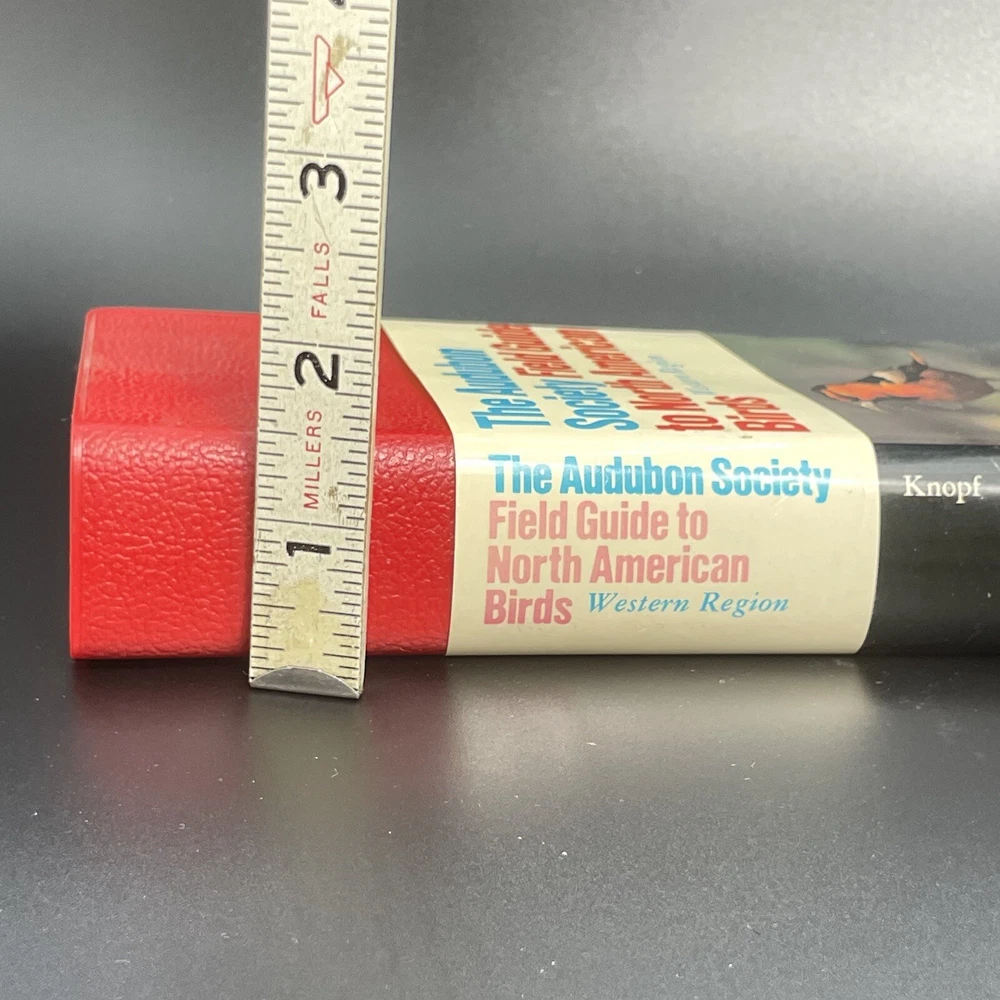 3
FALLS
2
MILLERS
1
The Audubon
Society Field Guide
to North American
Birds
The Audubon Society
Field Guide to
North American
Birds Western Region
Knopf